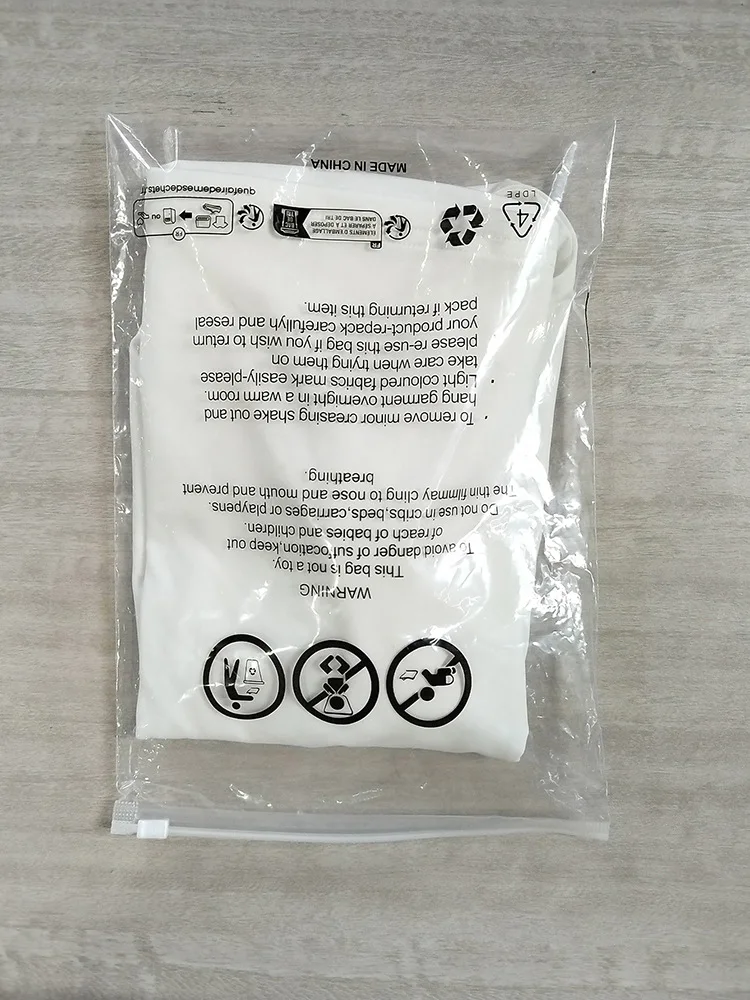 WARNING
This bag is not a toy.
To avoid danger of suffocation,keep out
of reach of babies and children.
Do not use in cribs,beds,carriages or playpens.
The thin filmmay cling to nose and mouth and prevent
breathing.
· To remove minor creasing shake out and
hang garment overnight in a warm room.
· Light coloured fabrics mark easily-please
take care when trying them on
please re-use this bag if you wish to return
your product-repack carefullyh and reseal
pack if returning this item.
4
LDPE
FR
ÉLÉMENTS D'EMBALLAGE
À SÉPARER ET À DÉPOSER
DANS LE BAC DE TRI
FR
OU
quefairedemesdechets.fr
MADE IN CHINA